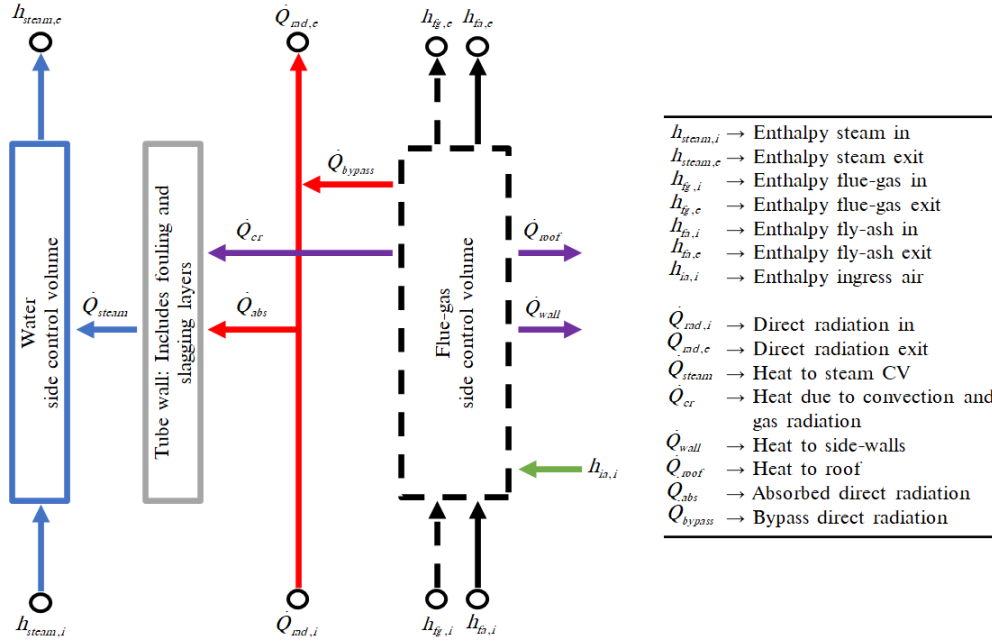 h_steam,e
Q̇_rad,e
h_fg,e
h_fa,e
Q̇_bypass
Q̇_cr
Q̇_roof
Q̇_steam
Q̇_abs
Q̇_wall
Water
side control volume
Tube wall: Includes fouling and
slagging layers
Flue-gas
side control volume
h_ia,i
h_steam,i
Q̇_rad,i
h_fg,i
h_fa,i
h_steam,i → Enthalpy steam in
h_steam,e → Enthalpy steam exit
h_fg,i → Enthalpy flue-gas in
h_fg,e → Enthalpy flue-gas exit
h_fa,i → Enthalpy fly-ash in
h_fa,e → Enthalpy fly-ash exit
h_ia,i → Enthalpy ingress air
Q̇_rad,i → Direct radiation in
Q̇_rad,e → Direct radiation exit
Q̇_steam → Heat to steam CV
Q̇_cr → Heat due to convection and
gas radiation
Q̇_wall → Heat to side-walls
Q̇_roof → Heat to roof
Q̇_abs → Absorbed direct radiation
Q̇_bypass → Bypass direct radiation